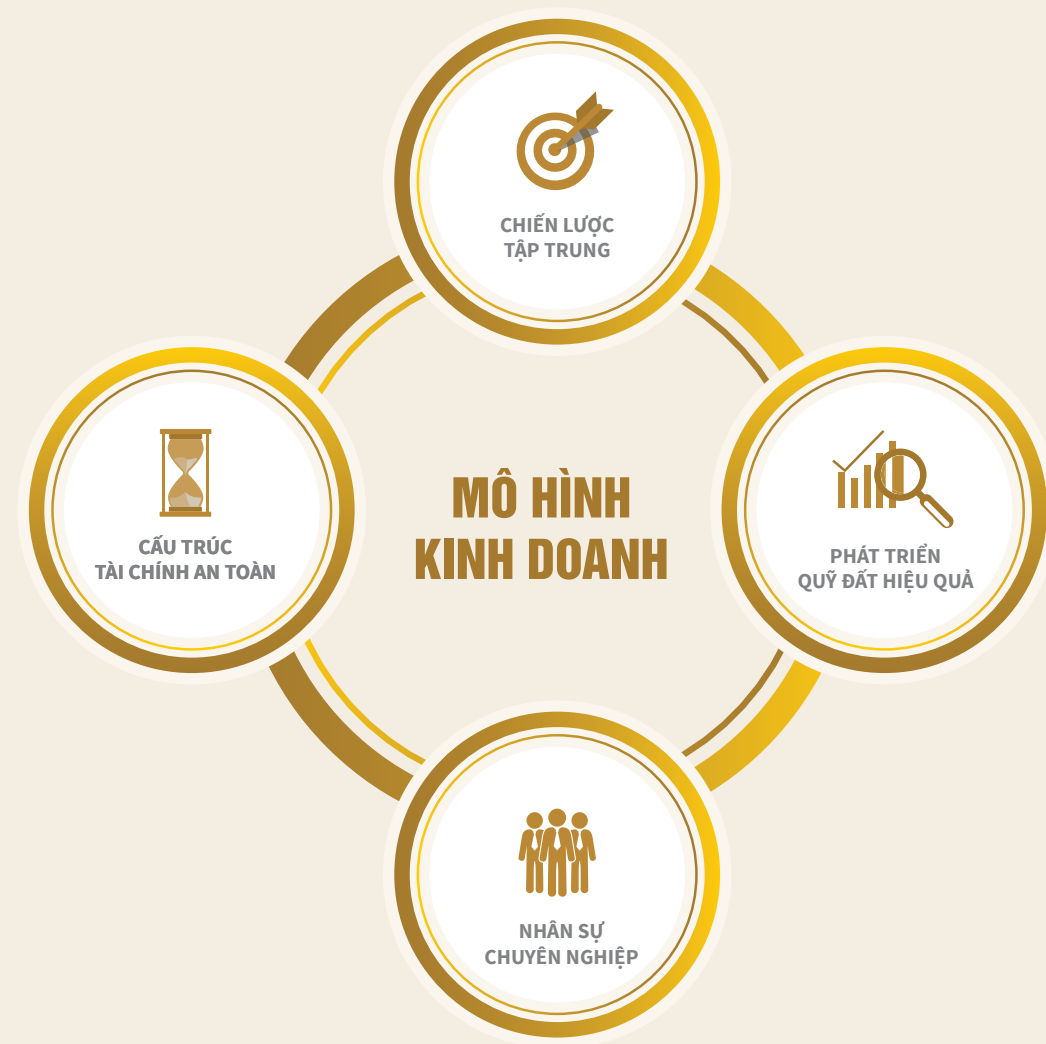 CHIẾN LƯỢC
TẬP TRUNG
CẤU TRÚC
TÀI CHÍNH AN TOÀN
MÔ HÌNH
KINH DOANH
PHÁT TRIỂN
QUỸ ĐẤT HIỆU QUẢ
NHÂN SỰ
CHUYÊN NGHIỆP